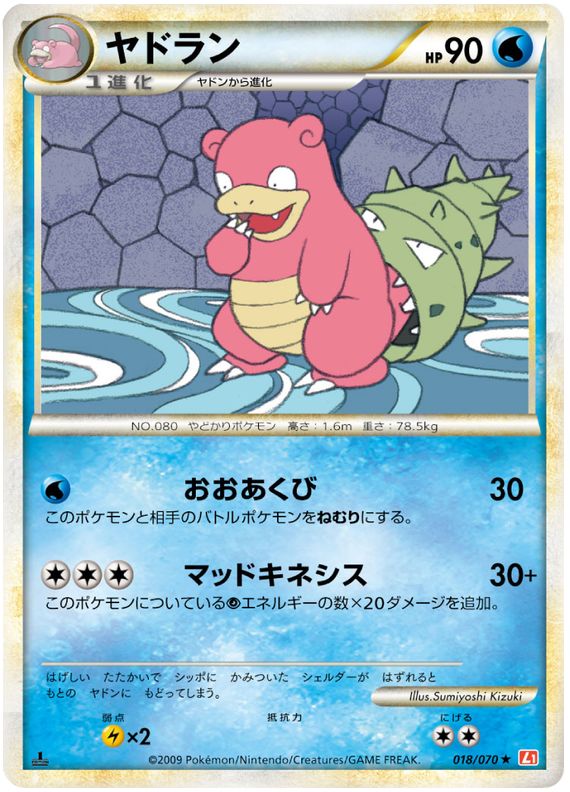 ヤドラン HP90
1進化 ヤドンから進化
NO.080 やどかりポケモン 高さ：1.6m 重さ：78.5kg
おおあくび 30
このポケモンと相手のバトルポケモンをねむりにする。
マッドキネシス 30+
このポケモンについているエネルギーの数×20ダメージを追加。
はげしい たたかいで シッポに かみついた シェルダーが はずれると
もとの ヤドンに もどってしまう。
Illus.Sumiyoshi Kizuki
弱点 抵抗力 にげる
×2
1 EDITION ©2009 Pokémon/Nintendo/Creatures/GAME FREAK. 018/070 ★ L1